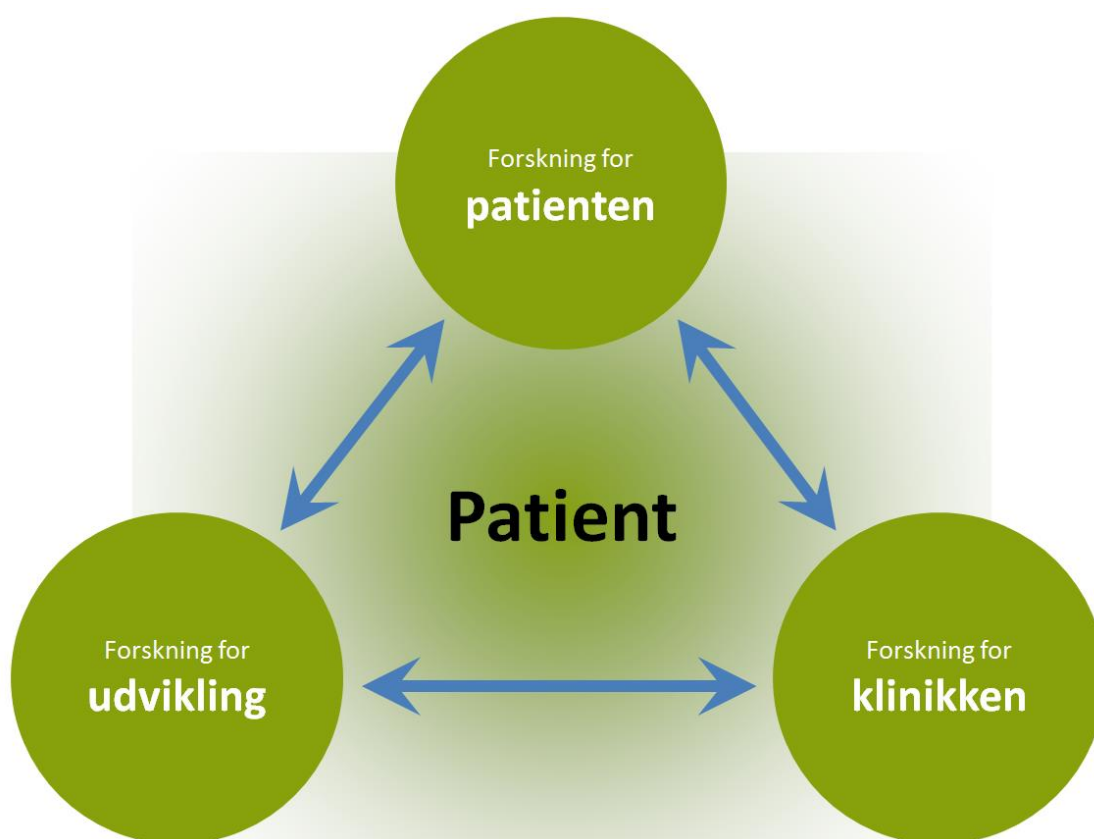 Forskning for
patienten
Patient
Forskning for
udvikling
Forskning for
klinikken